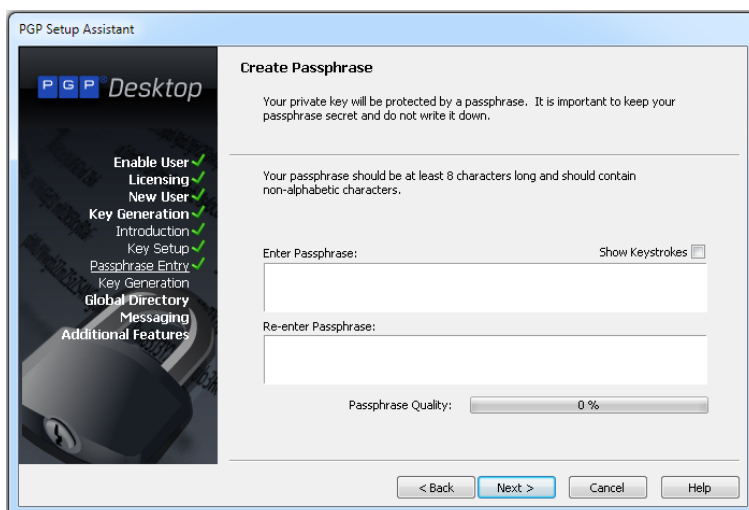 PGP Setup Assistant
PGP® Desktop
Enable User
Licensing
New User
Key Generation
Introduction
Key Setup
Passphrase Entry
Key Generation
Global Directory
Messaging
Additional Features
Create Passphrase
Your private key will be protected by a passphrase. It is important to keep your
passphrase secret and do not write it down.
Your passphrase should be at least 8 characters long and should contain
non-alphabetic characters.
Enter Passphrase: Show Keystrokes
Re-enter Passphrase:
Passphrase Quality: 0 %
< Back Next > Cancel Help